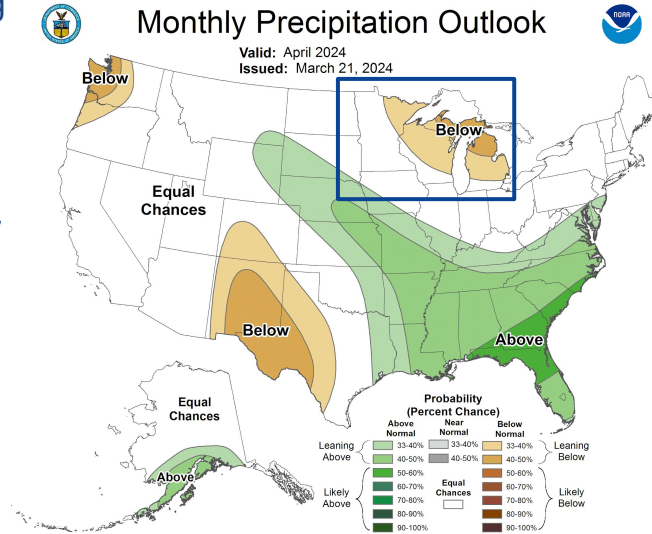 Monthly Precipitation Outlook
NOAA
Valid: April 2024
Issued: March 21, 2024
Below
Below
Equal
Chances
Below
Above
Equal
Chances
Above
Probability
(Percent Chance)
Above
Normal
Near
Normal
Below
Normal
Leaning
Above
33-40%
40-50%
50-60%
60-70%
70-80%
80-90%
90-100%
Likely
Above
33-40%
40-50%
Equal
Chances
33-40%
40-50%
50-60%
60-70%
70-80%
80-90%
90-100%
Leaning
Below
Likely
Below